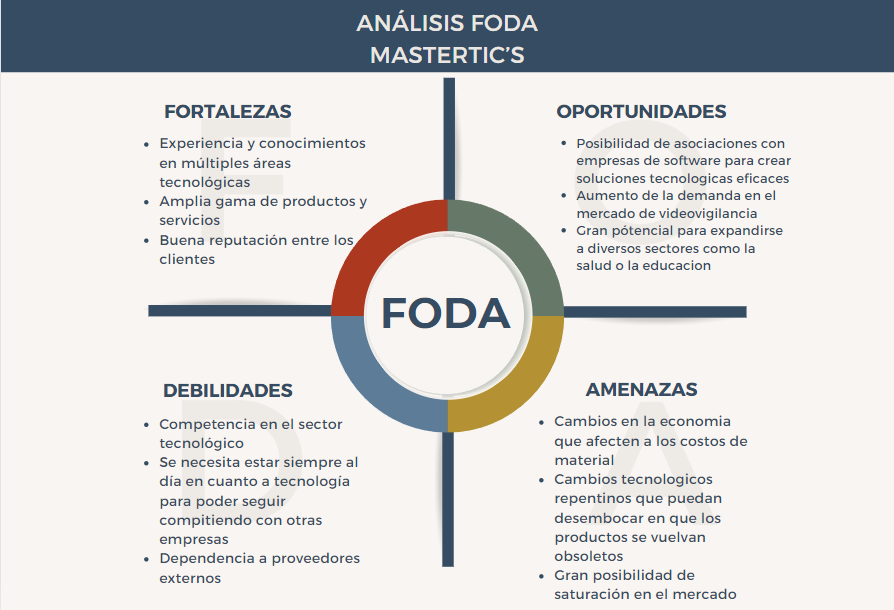 ANÁLISIS FODA
MASTERTIC'S
FORTALEZAS
• Experiencia y conocimientos
en múltiples áreas
tecnológicas
• Amplia gama de productos y
servicios
• Buena reputación entre los
clientes
OPORTUNIDADES
• Posibilidad de asociaciones con
empresas de software para crear
soluciones tecnologicas eficaces
• Aumento de la demanda en el
mercado de videovigilancia
• Gran pótencial para expandirse
a diversos sectores como la
salud o la educacion
FODA
DEBILIDADES
• Competencia en el sector
tecnológico
• Se necesita estar siempre al
día en cuanto a tecnología
para poder seguir
compitiendo con otras
empresas
• Dependencia a proveedores
externos
AMENAZAS
• Cambios en la economia
que afecten a los costos de
material
• Cambios tecnologicos
repentinos que puedan
desembocar en que los
productos se vuelvan
obsoletos
• Gran posibilidad de
saturación en el mercado
F
O
D
A